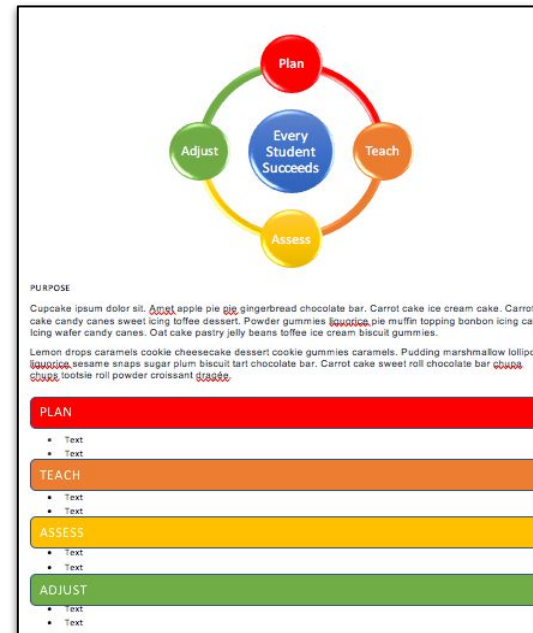 Plan
Adjust
Every
Student
Succeeds
Teach
Assess
PURPOSE
Cupcake ipsum dolor sit. Amet apple pie pie gingerbread chocolate bar. Carrot cake ice cream cake. Carrot
cake candy canes sweet icing toffee dessert. Powder gummies liquorice pie muffin topping bonbon icing
Icing wafer candy canes. Oat cake pastry jelly beans toffee ice cream biscuit gummies.
Lemon drops caramels cookie cheesecake dessert cookie gummies caramels. Pudding marshmallow
liquorice sesame snaps sugar plum biscuit tart chocolate bar. Carrot cake sweet roll chocolate bar chupa
chups tootsie roll powder croissant dragée.
PLAN
• Text
• Text
TEACH
• Text
• Text
ASSESS
• Text
• Text
ADJUST
• Text
• Text